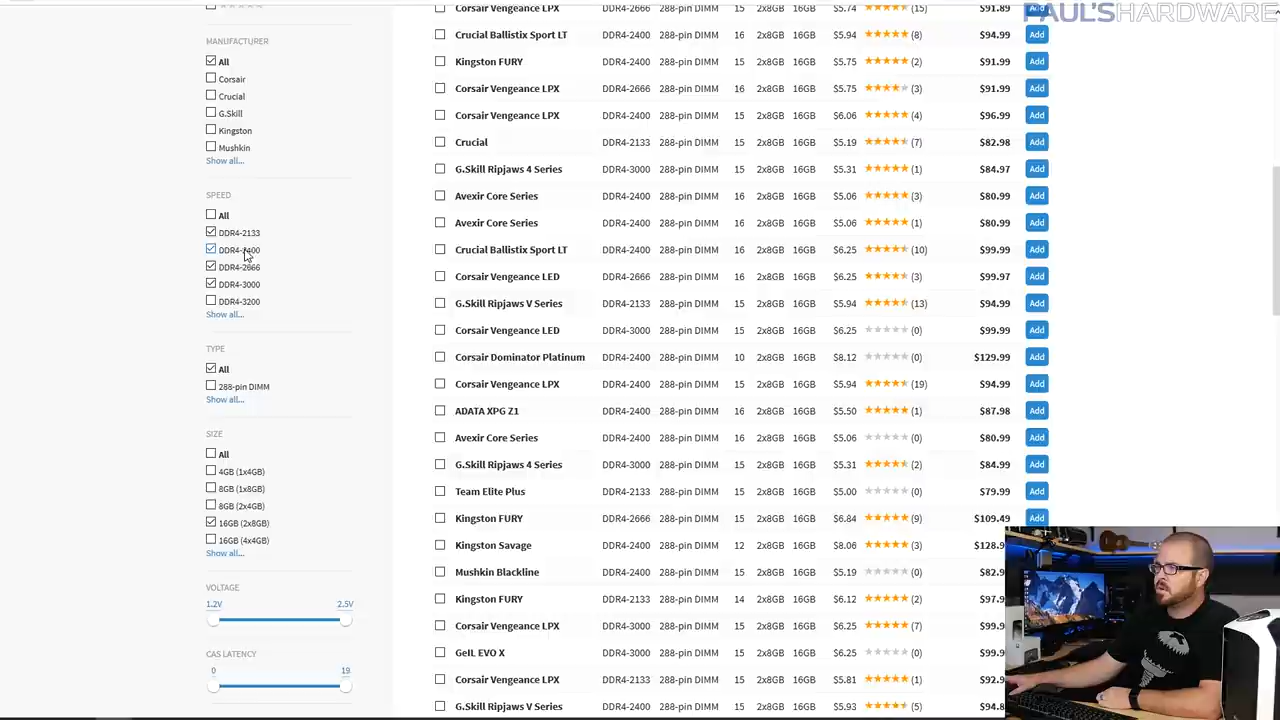 PAUL'SHARDWARE
MANUFACTURER
All
Corsair
Crucial
G.Skill
Kingston
Mushkin
Show all...
SPEED
All
DDR4-2133
DDR4-2400
DDR4-2666
DDR4-3000
DDR4-3200
Show all...
TYPE
All
288-pin DIMM
Show all...
SIZE
All
4GB (1x4GB)
8GB (1x8GB)
8GB (2x4GB)
16GB (2x8GB)
16GB (4x4GB)
Show all...
VOLTAGE
1.2V 2.5V
CAS LATENCY
0 19
Corsair Vengeance LPX DDR4-2666 288-pin DIMM 15 2x8GB 16GB $5.74 (15) $91.89 Add
Crucial Ballistix Sport LT DDR4-2400 288-pin DIMM 16 2x8GB 16GB $5.94 (8) $94.99 Add
Kingston FURY DDR4-2400 288-pin DIMM 15 2x8GB 16GB $5.75 (2) $91.99 Add
Corsair Vengeance LPX DDR4-2666 288-pin DIMM 16 2x8GB 16GB $5.75 (3) $91.99 Add
Corsair Vengeance LPX DDR4-2400 288-pin DIMM 15 2x8GB 16GB $6.06 (4) $96.99 Add
Crucial DDR4-2133 288-pin DIMM 15 2x8GB 16GB $5.19 (7) $82.98 Add
G.Skill Ripjaws 4 Series DDR4-3000 288-pin DIMM 15 2x8GB 16GB $5.31 (1) $84.97 Add
Avexir Core Series DDR4-2400 288-pin DIMM 16 2x8GB 16GB $5.06 (3) $80.99 Add
Avexir Core Series DDR4-2400 288-pin DIMM 16 2x8GB 16GB $5.06 (1) $80.99 Add
Crucial Ballistix Sport LT DDR4-2400 288-pin DIMM 16 2x8GB 16GB $6.25 (10) $99.99 Add
Corsair Vengeance LED DDR4-2666 288-pin DIMM 16 2x8GB 16GB $6.25 (3) $99.97 Add
G.Skill Ripjaws V Series DDR4-2133 288-pin DIMM 15 2x8GB 16GB $5.94 (13) $94.99 Add
Corsair Vengeance LED DDR4-3000 288-pin DIMM 15 2x8GB 16GB $6.25 (0) $99.99 Add
Corsair Dominator Platinum DDR4-2400 288-pin DIMM 10 2x8GB 16GB $8.12 (0) $129.99 Add
Corsair Vengeance LPX DDR4-2400 288-pin DIMM 15 2x8GB 16GB $5.94 (19) $94.99 Add
ADATA XPG Z1 DDR4-2400 288-pin DIMM 16 2x8GB 16GB $5.50 (1) $87.98 Add
Avexir Core Series DDR4-2400 288-pin DIMM 16 2x8GB 16GB $5.06 (0) $80.99 Add
G.Skill Ripjaws 4 Series DDR4-3000 288-pin DIMM 15 2x8GB 16GB $5.31 (2) $84.99 Add
Team Elite Plus DDR4-2133 288-pin DIMM 15 2x8GB 16GB $5.00 (0) $79.99 Add
Kingston FURY DDR4-2666 288-pin DIMM 15 2x8GB 16GB $6.84 (9) $109.49 Add
Kingston Savage DDR4-2400 288-pin DIMM 12 2x8GB 16GB $8.06 $128.9
Mushkin Blackline DDR4-2400 288-pin DIMM 15 2x8GB 16GB $5.19 (0) $82.9
Kingston FURY DDR4-2133 288-pin DIMM 14 2x8GB 16GB $6.12 (2) $97.9
Corsair Vengeance LPX DDR4-3000 288-pin DIMM 15 2x8GB 16GB $6.25 (7) $99.9
GeIL EVO X DDR4-3000 288-pin DIMM 15 2x8GB 16GB $6.25 (0) $99.9
Corsair Vengeance LPX DDR4-2133 288-pin DIMM 15 2x8GB 16GB $5.81 (1) $92.9
G.Skill Ripjaws V Series DDR4-2400 288-pin DIMM 15 2x8GB 16GB $5.93 (5) $94.8